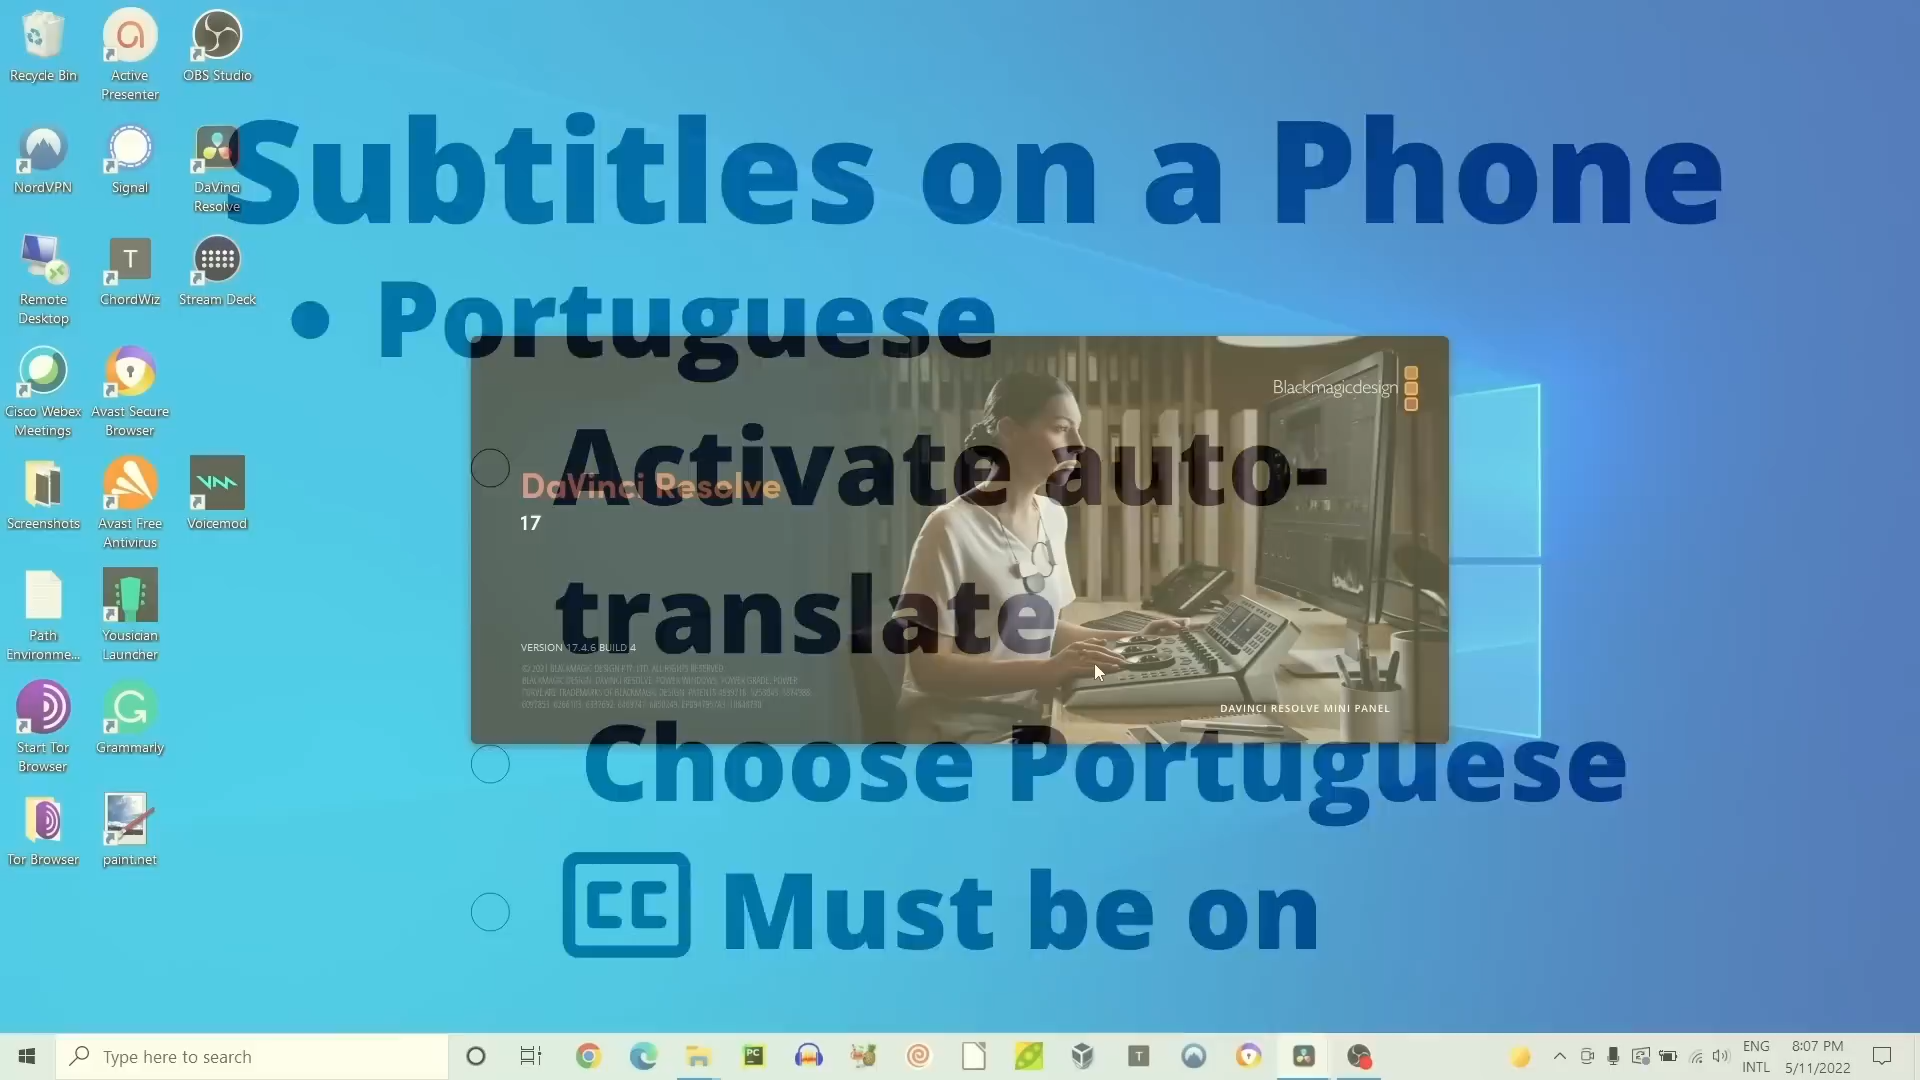 Recycle Bin
Active
Presenter
OBS Studio
NordVPN
Signal
DaVinci
Resolve
Remote
Desktop
T
ChordWiz
Stream Deck
Cisco Webex
Meetings
Avast Secure
Browser
Screenshots
Avast Free
Antivirus
Voicemod
Path
Environme...
Yousician
Launcher
Start Tor
Browser
Grammarly
Tor Browser
paint.net
Subtitles on a Phone
• Portuguese
Activate auto-
translate
Choose Portuguese
CC Must be on
Blackmagicdesign
DaVinci Resolve
17
VERSION 17.4.6 BUILD 4
DAVINCI RESOLVE MINI PANEL
Type here to search
PC
T
ENG
INTL
8:07 PM
5/11/2022